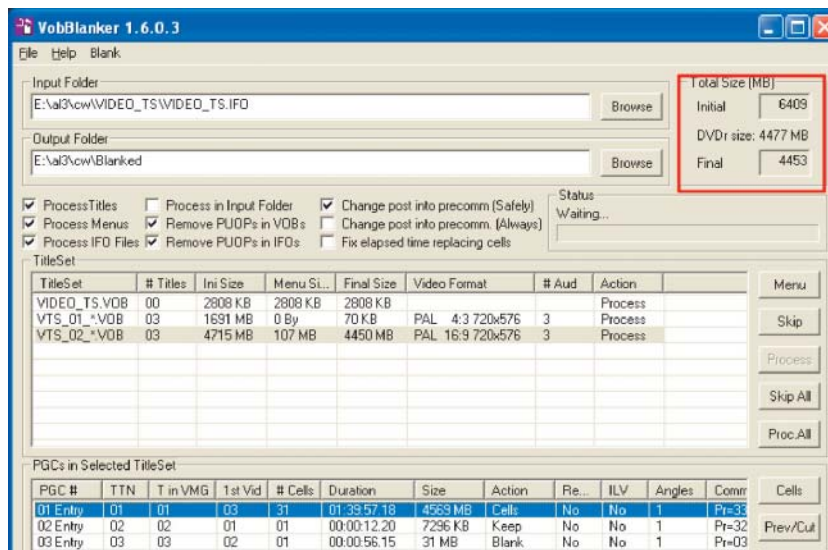 VobBlanker 1.6.0.3
File Help Blank
Input Folder
E:\al3\cw\VIDEO_TS\VIDEO_TS.IFO
Browse
Total Size (MB)
Initial 6409
DVDr size: 4477 MB
Final 4453
Output Folder
E:\al3\cw\Blanked
Browse
ProcessTitles Process in Input Folder Change post into precomm (Safely)
Process Menus Remove PUOPs in VOBs Change post into precomm. (Always)
Process IFO Files Remove PUOPs in IFOs Fix elapsed time replacing cells
Status
Waiting...
TitleSet
TitleSet # Titles Ini Size Menu Si... Final Size Video Format # Aud Action
VIDEO_TS.VOB 00 2808 KB 2808 KB 2808 KB Process
VTS_01_*.VOB 03 1691 MB 0 By 70 KB PAL 4:3 720x576 3 Process
VTS_02_*.VOB 03 4715 MB 107 MB 4450 MB PAL 16:9 720x576 3 Process
Menu
Skip
Process
Skip All
Proc.All
PGCs in Selected TitleSet
PGC # TTN T in VMG 1st Vid # Cells Duration Size Action Re... ILV Angles Comm
01 Entry 01 01 03 31 01:39:57.18 4569 MB Cells No No 1 Pr=33
02 Entry 02 02 01 01 00:00:12.20 7296 KB Keep No No 1 Pr=32
03 Entry 03 03 02 01 00:00:56.15 31 MB Blank No No 1 Pr=03
Cells
Prev/Cut